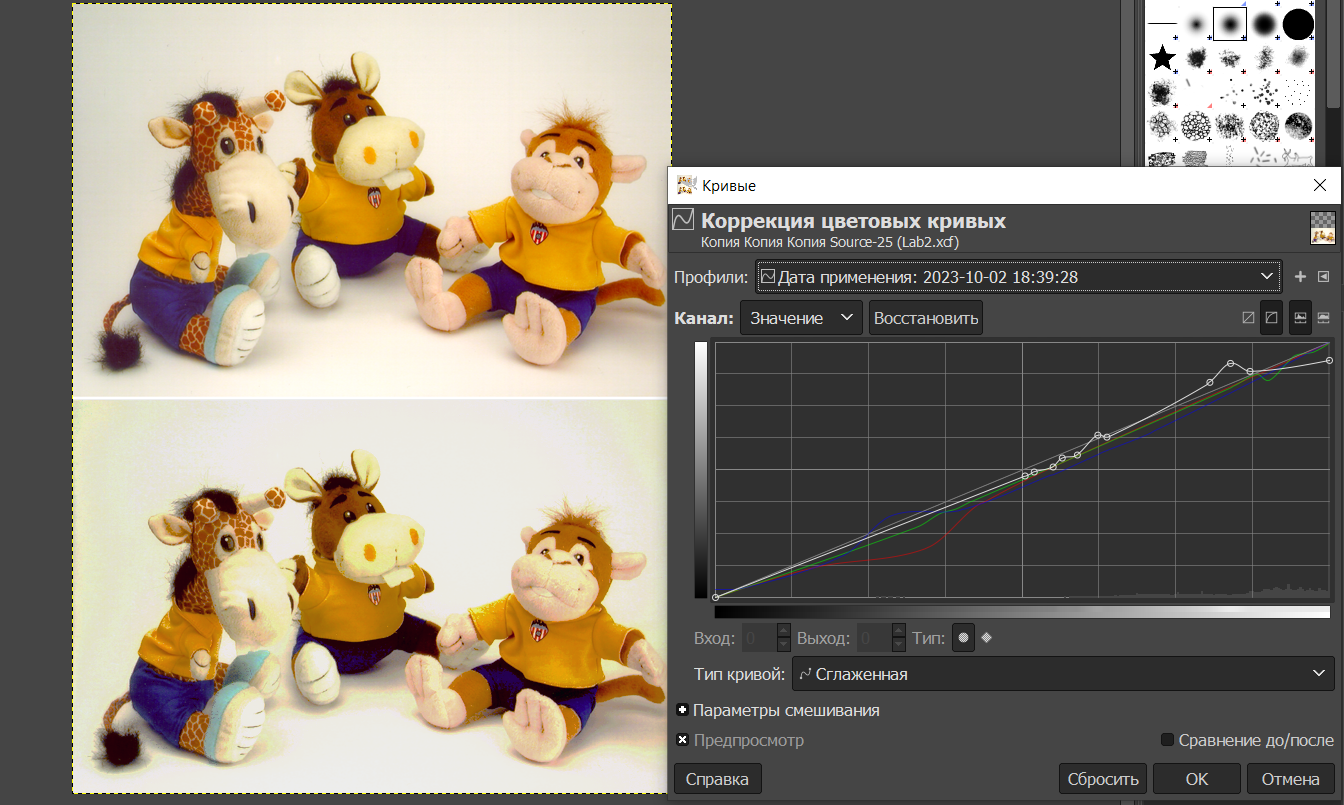 Кривые
Коррекция цветовых кривых
Копия Копия Копия Source-25 (Lab2.xcf)
Профили: Дата применения: 2023-10-02 18:39:28
Канал: Значение Восстановить
Вход: 0 Выход: 0 Тип:
Тип кривой: Сглаженная
Параметры смешивания
Предпросмотр Сравнение до/после
Справка Сбросить OK Отмена